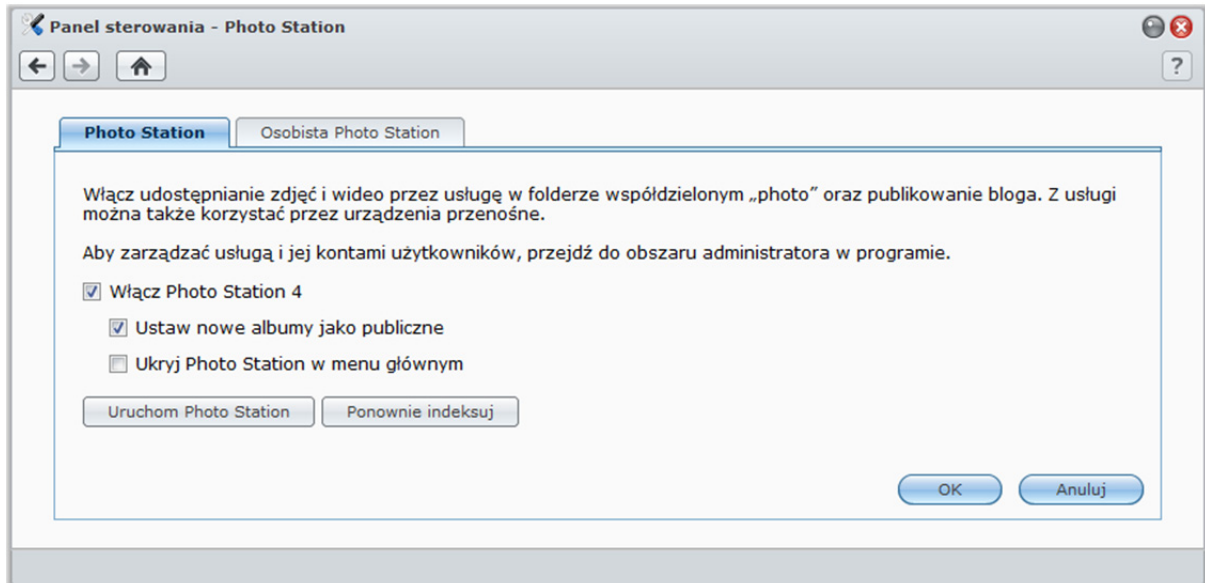 Panel sterowania - Photo Station
?
Photo Station
Osobista Photo Station
Włącz udostępnianie zdjęć i wideo przez usługę w folderze współdzielonym „photo” oraz publikowanie bloga. Z usługi
można także korzystać przez urządzenia przenośne.
Aby zarządzać usługą i jej kontami użytkowników, przejdź do obszaru administratora w programie.
Włącz Photo Station 4
Ustaw nowe albumy jako publiczne
Ukryj Photo Station w menu głównym
Uruchom Photo Station
Ponownie indeksuj
OK
Anuluj